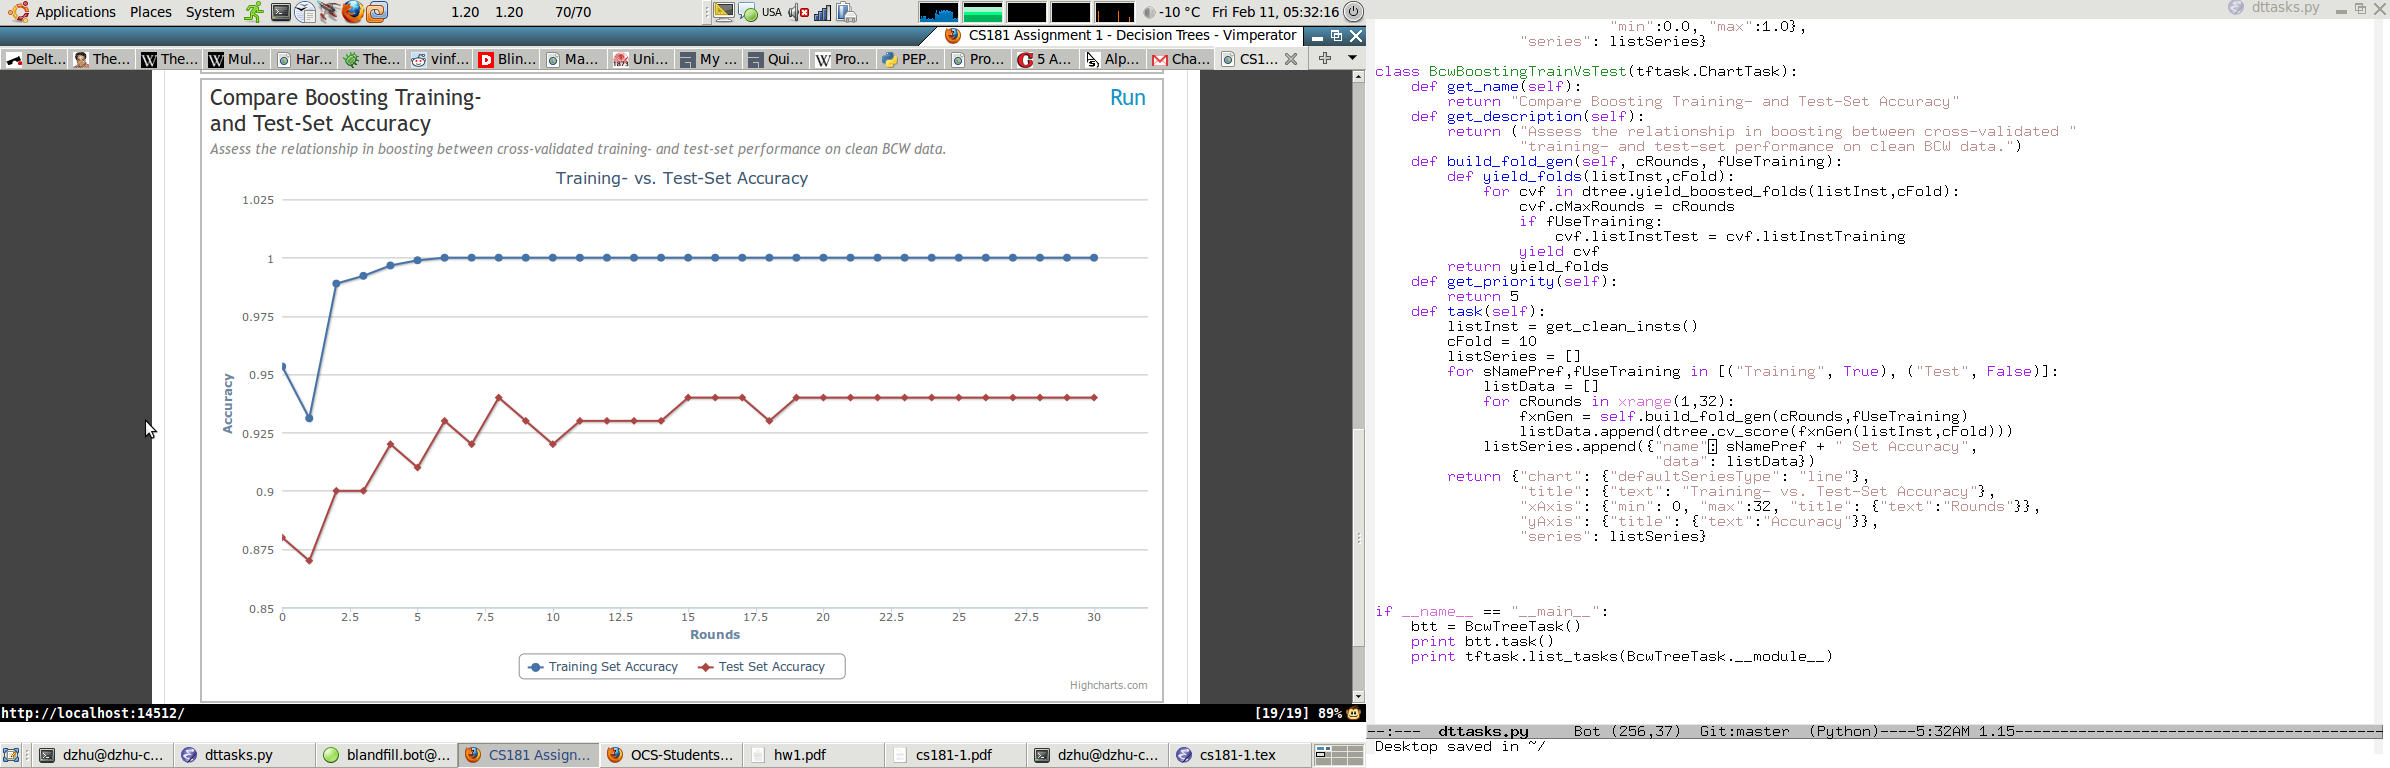 Applications Places System 1.20 1.20 70/70 USA -10 °C Fri Feb 11, 05:32:16
CS181 Assignment 1 - Decision Trees - Vimperator
Delt... The... The... Mul... Har... The... vinf... Blin... Ma... Uni... My ... Qui... Pro... PEP... Pro... 5 A... Alp... Cha... CS1...
Compare Boosting Training-
and Test-Set Accuracy
Run
Assess the relationship in boosting between cross-validated training- and test-set performance on clean BCW data.
Training- vs. Test-Set Accuracy
1.025
1
0.975
0.95
0.925
0.9
0.875
0.85
Accuracy
0 2.5 5 7.5 10 12.5 15 17.5 20 22.5 25 27.5 30
Rounds
Training Set Accuracy Test Set Accuracy
Highcharts.com
http://localhost:14512/ [19/19] 89%
dzhu@dzhu-c... dttasks.py blandfill.bot@... CS181 Assign... OCS-Students... hw1.pdf cs181-1.pdf dzhu@dzhu-c... cs181-1.tex
dttasks.py
"min":0.0, "max":1.0},
"series": listSeries}
class BcwBoostingTrainVsTest(tftask.ChartTask):
def get_name(self):
return "Compare Boosting Training- and Test-Set Accuracy"
def get_description(self):
return ("Assess the relationship in boosting between cross-validated "
"training- and test-set performance on clean BCW data.")
def build_fold_gen(self, cRounds, fUseTraining):
def yield_folds(listInst,cFold):
for cvf in dtree.yield_boosted_folds(listInst,cFold):
cvf.cMaxRounds = cRounds
if fUseTraining:
cvf.listInstTest = cvf.listInstTraining
yield cvf
return yield_folds
def get_priority(self):
return 5
def task(self):
listInst = get_clean_insts()
cFold = 10
listSeries = []
for sNamePref,fUseTraining in [("Training", True), ("Test", False)]:
listData = []
for cRounds in xrange(1,32):
fxnGen = self.build_fold_gen(cRounds,fUseTraining)
listData.append(dtree.cv_score(fxnGen(listInst,cFold)))
listSeries.append({"name": sNamePref + " Set Accuracy",
"data": listData})
return {"chart": {"defaultSeriesType": "line"},
"title": {"text": "Training- vs. Test-Set Accuracy"},
"xAxis": {"min": 0, "max":32, "title": {"text":"Rounds"}},
"yAxis": {"title": {"text":"Accuracy"}},
"series": listSeries}
if __name__ == "__main__":
btt = BcwTreeTask()
print btt.task()
print tftask.list_tasks(BcwTreeTask.__module__)
--:--- dttasks.py Bot (256,37) Git:master (Python)----5:32AM 1.15----------------------------------------
Desktop saved in ~/